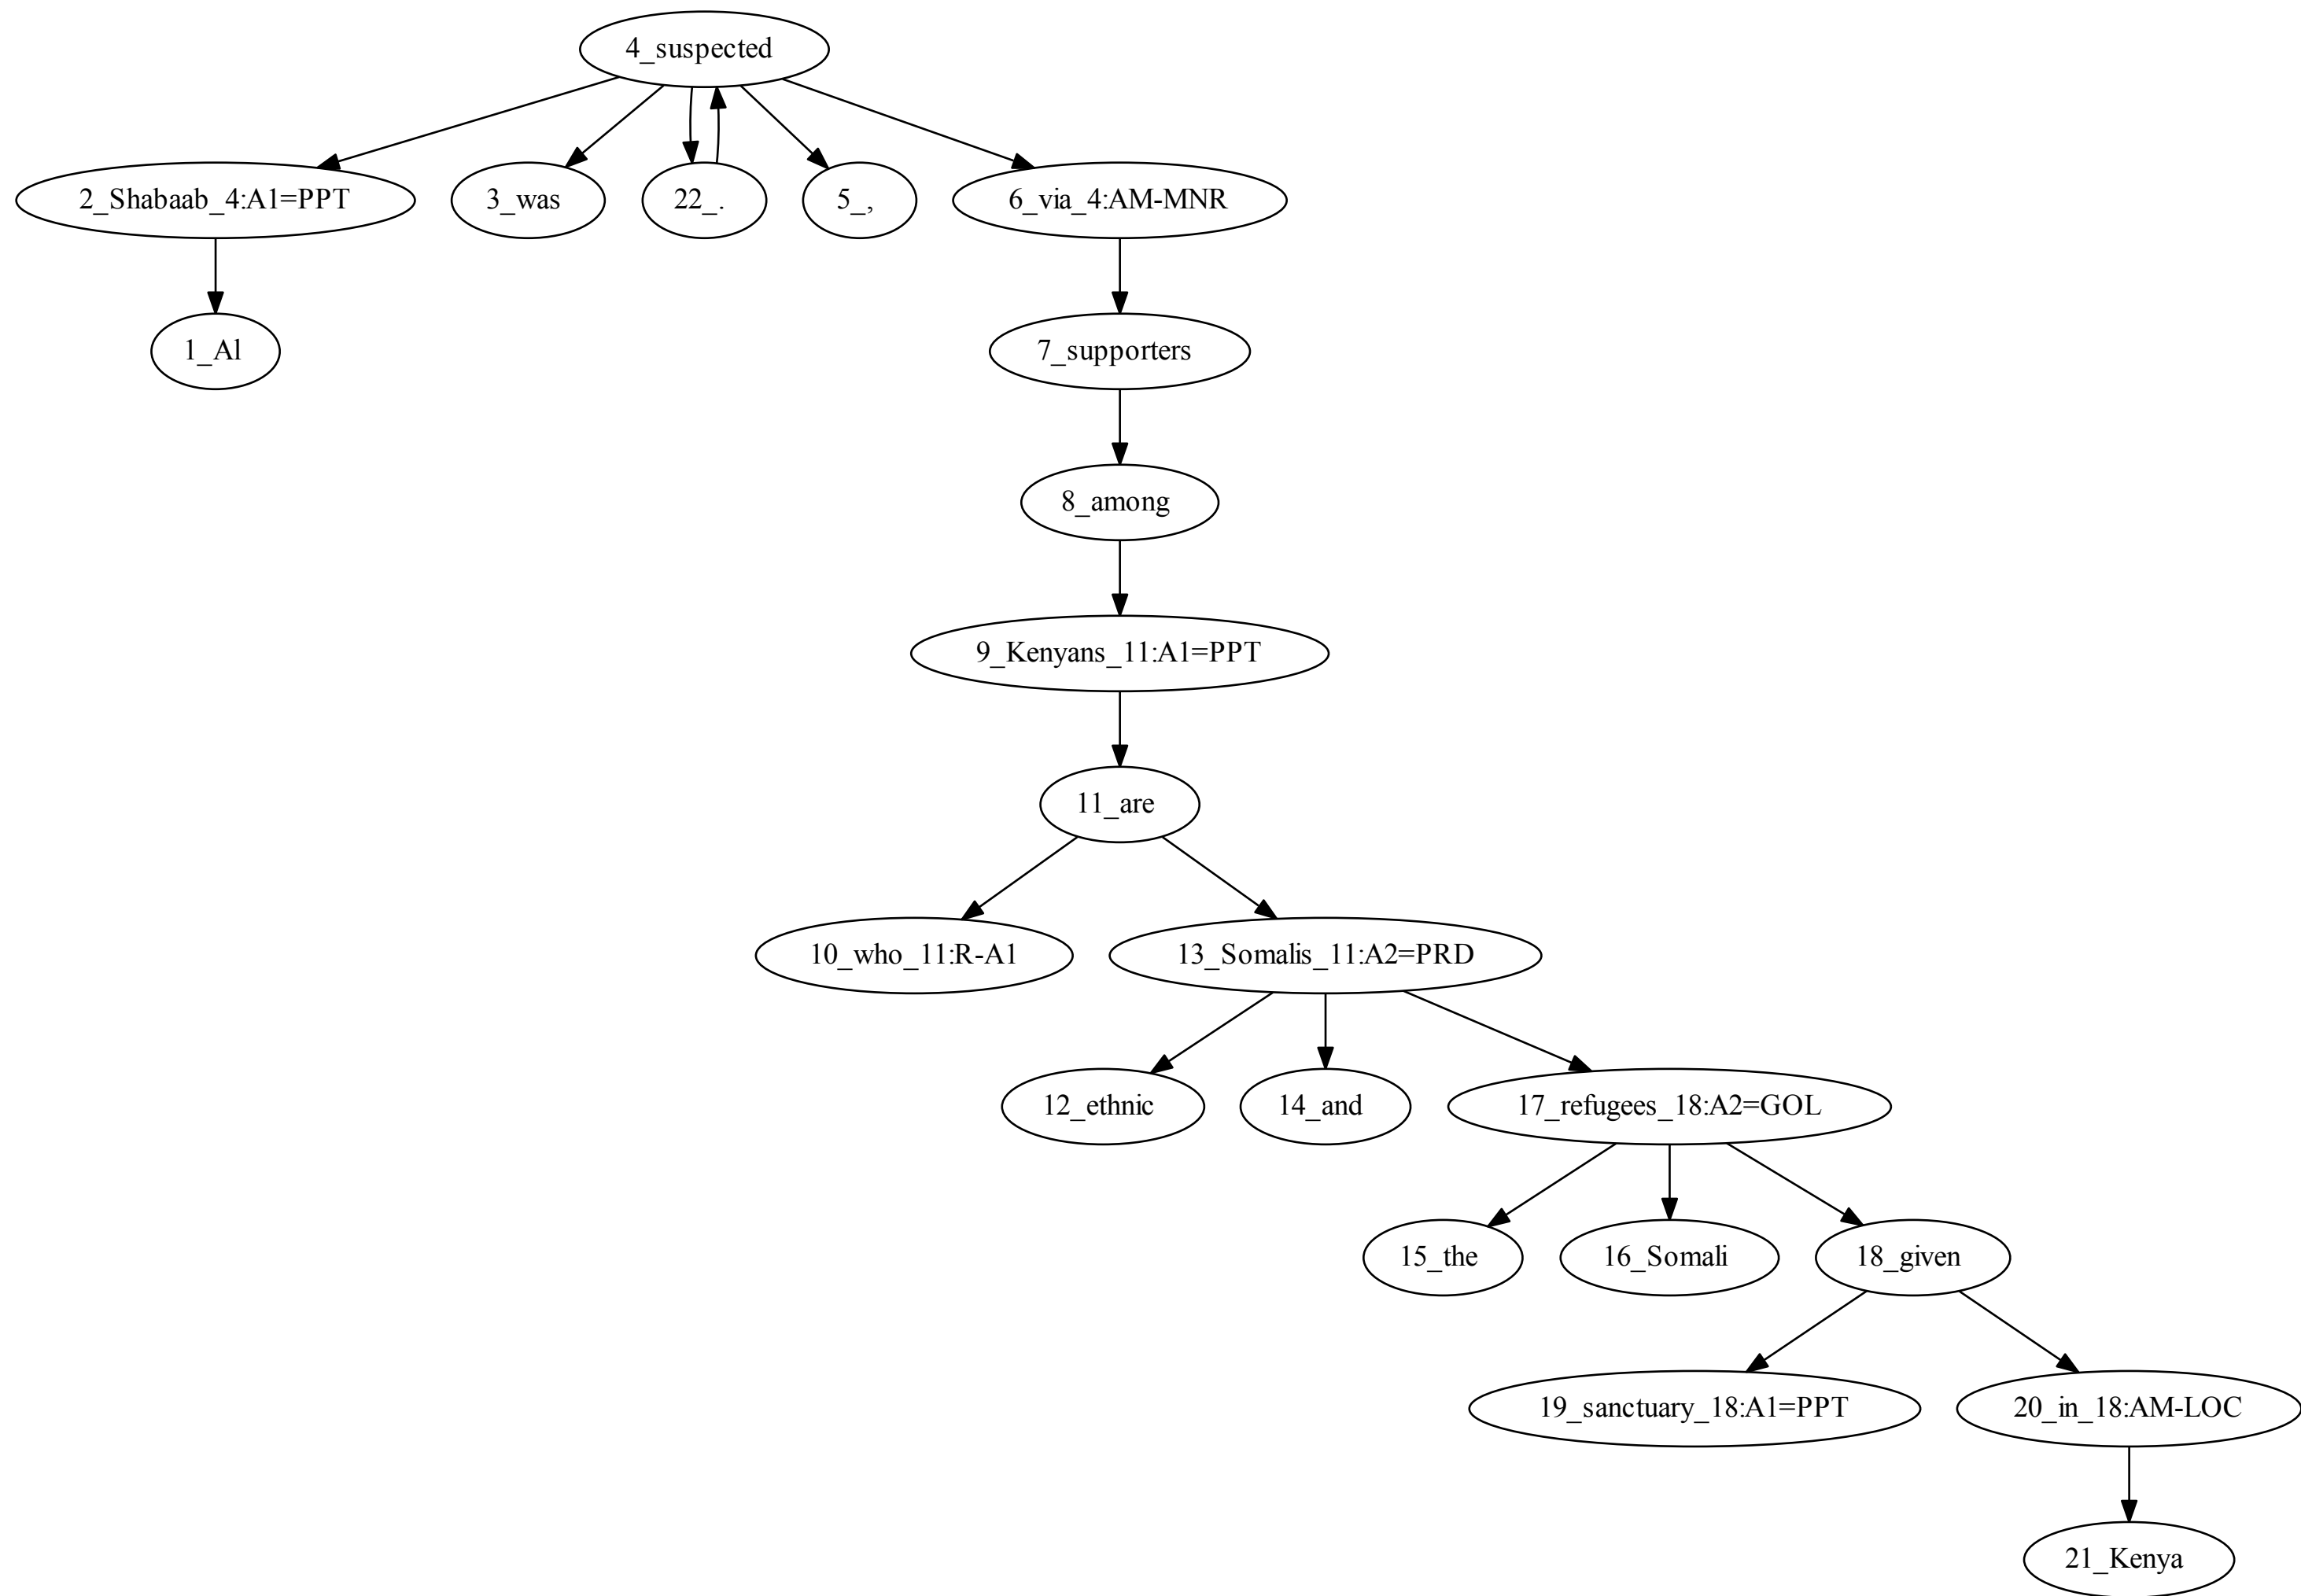 4_suspected
2_Shabaab_4:A1=PPT
3_was
22_.
5_,
6_via_4:AM-MNR
1_Al
7_supporters
8_among
9_Kenyans_11:A1=PPT
11_are
10_who_11:R-A1
13_Somalis_11:A2=PRD
12_ethnic
14_and
17_refugees_18:A2=GOL
15_the
16_Somali
18_given
19_sanctuary_18:A1=PPT
20_in_18:AM-LOC
21_Kenya